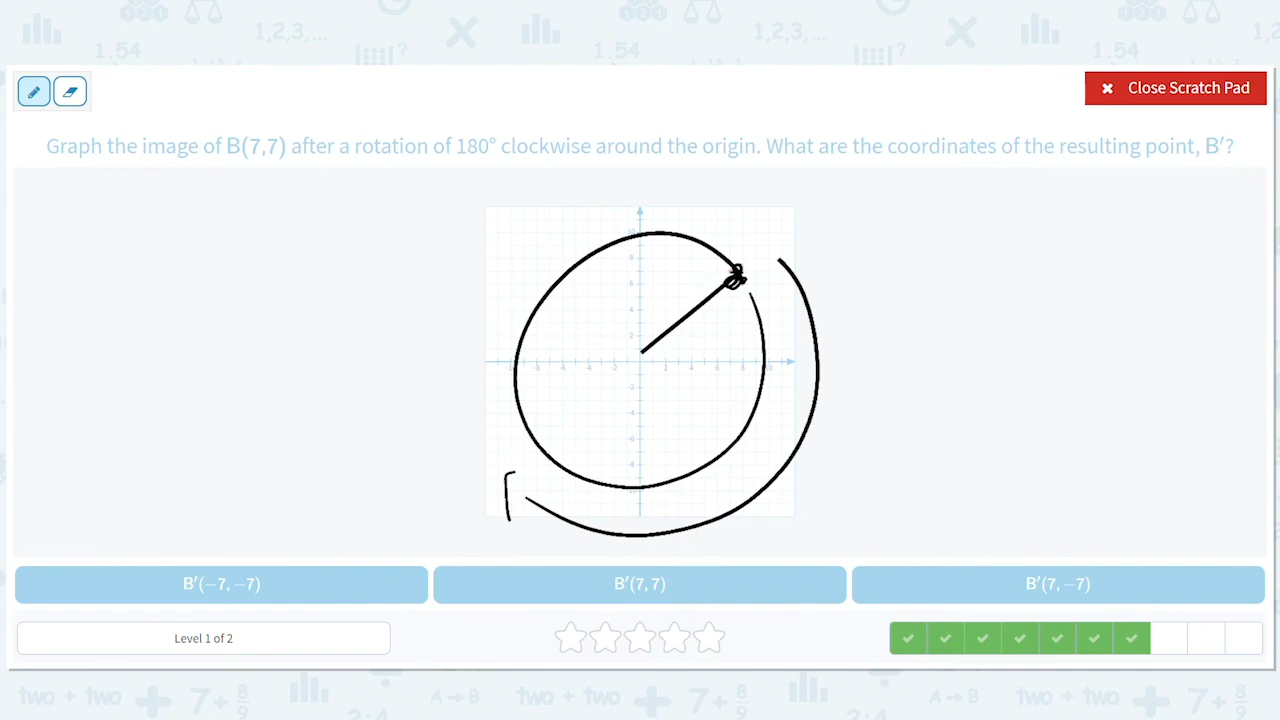 Close Scratch Pad
Graph the image of B(7,7) after a rotation of 180° clockwise around the origin. What are the coordinates of the resulting point, B′?
B′(−7, −7)
B′(7, 7)
B′(7, −7)
Level 1 of 2